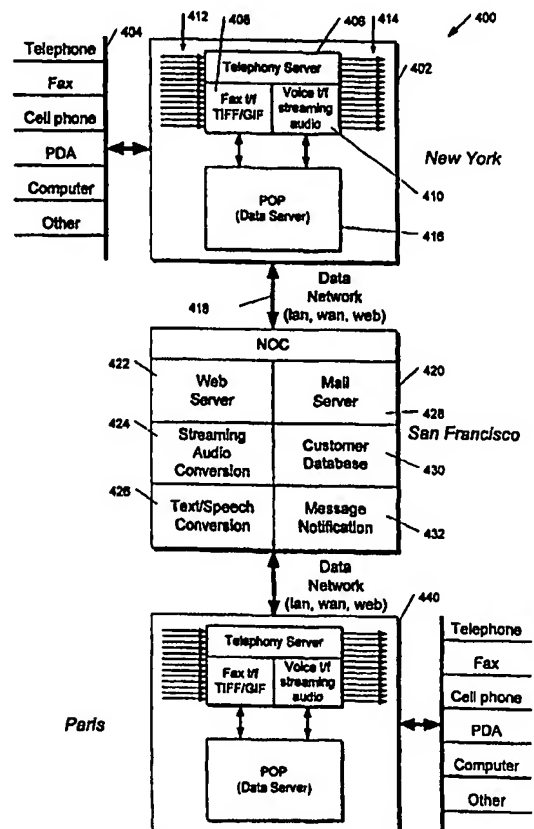 412
404
408
406
414
400
Telephone
Fax
Cell phone
PDA
Computer
Other
Telephony Server
Fax t/f
TIFF/GIF
Voice t/f
streaming
audio
402
New York
410
POP
(Data Server)
416
418
Data
Network
(lan, wan, web)
NOC
422
Web
Server
Mail
Server
420
428
San Francisco
424
Streaming
Audio
Conversion
Customer
Database
430
426
Text/Speech
Conversion
Message
Notification
432
Data
Network
(lan, wan, web)
440
Telephony Server
Fax t/f
TIFF/GIF
Voice t/f
streaming
audio
Paris
POP
(Data Server)
Telephone
Fax
Cell phone
PDA
Computer
Other